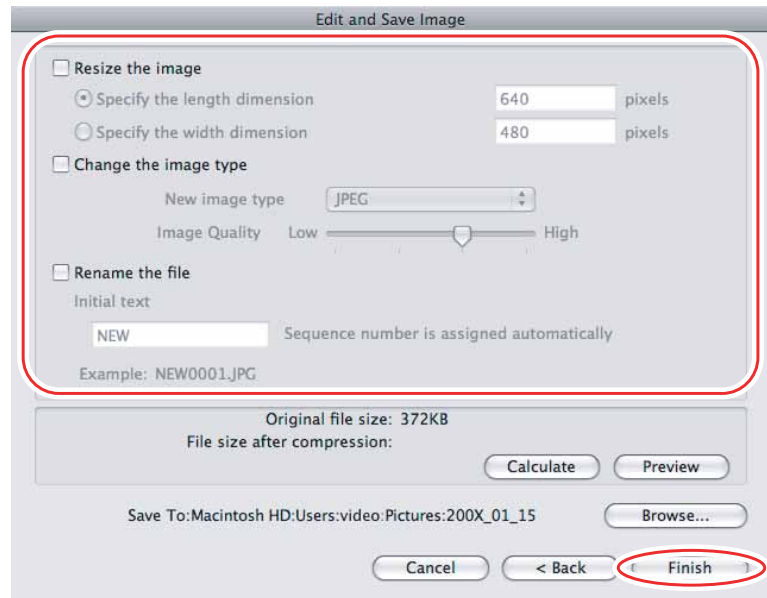 Edit and Save Image
Resize the image
Specify the length dimension 640 pixels
Specify the width dimension 480 pixels
Change the image type
New image type JPEG
Image Quality Low High
Rename the file
Initial text
NEW Sequence number is assigned automatically
Example: NEW0001.JPG
Original file size: 372KB
File size after compression:
Calculate Preview
Save To:Macintosh HD:Users:video:Pictures:200X_01_15 Browse...
Cancel < Back Finish